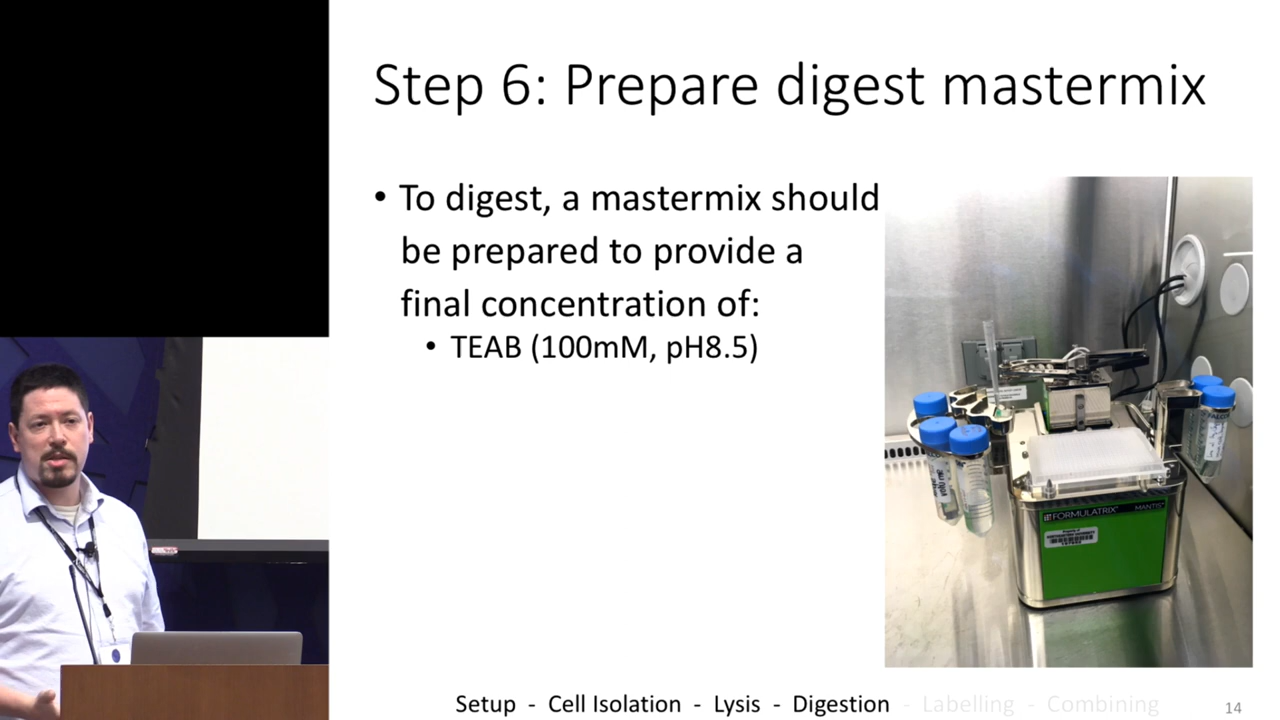 Step 6: Prepare digest mastermix
• To digest, a mastermix should
be prepared to provide a
final concentration of:
• TEAB (100mM, pH8.5)
FORMULATRIX MANTIS
Setup - Cell Isolation - Lysis - Digestion - Labelling - Combining
14